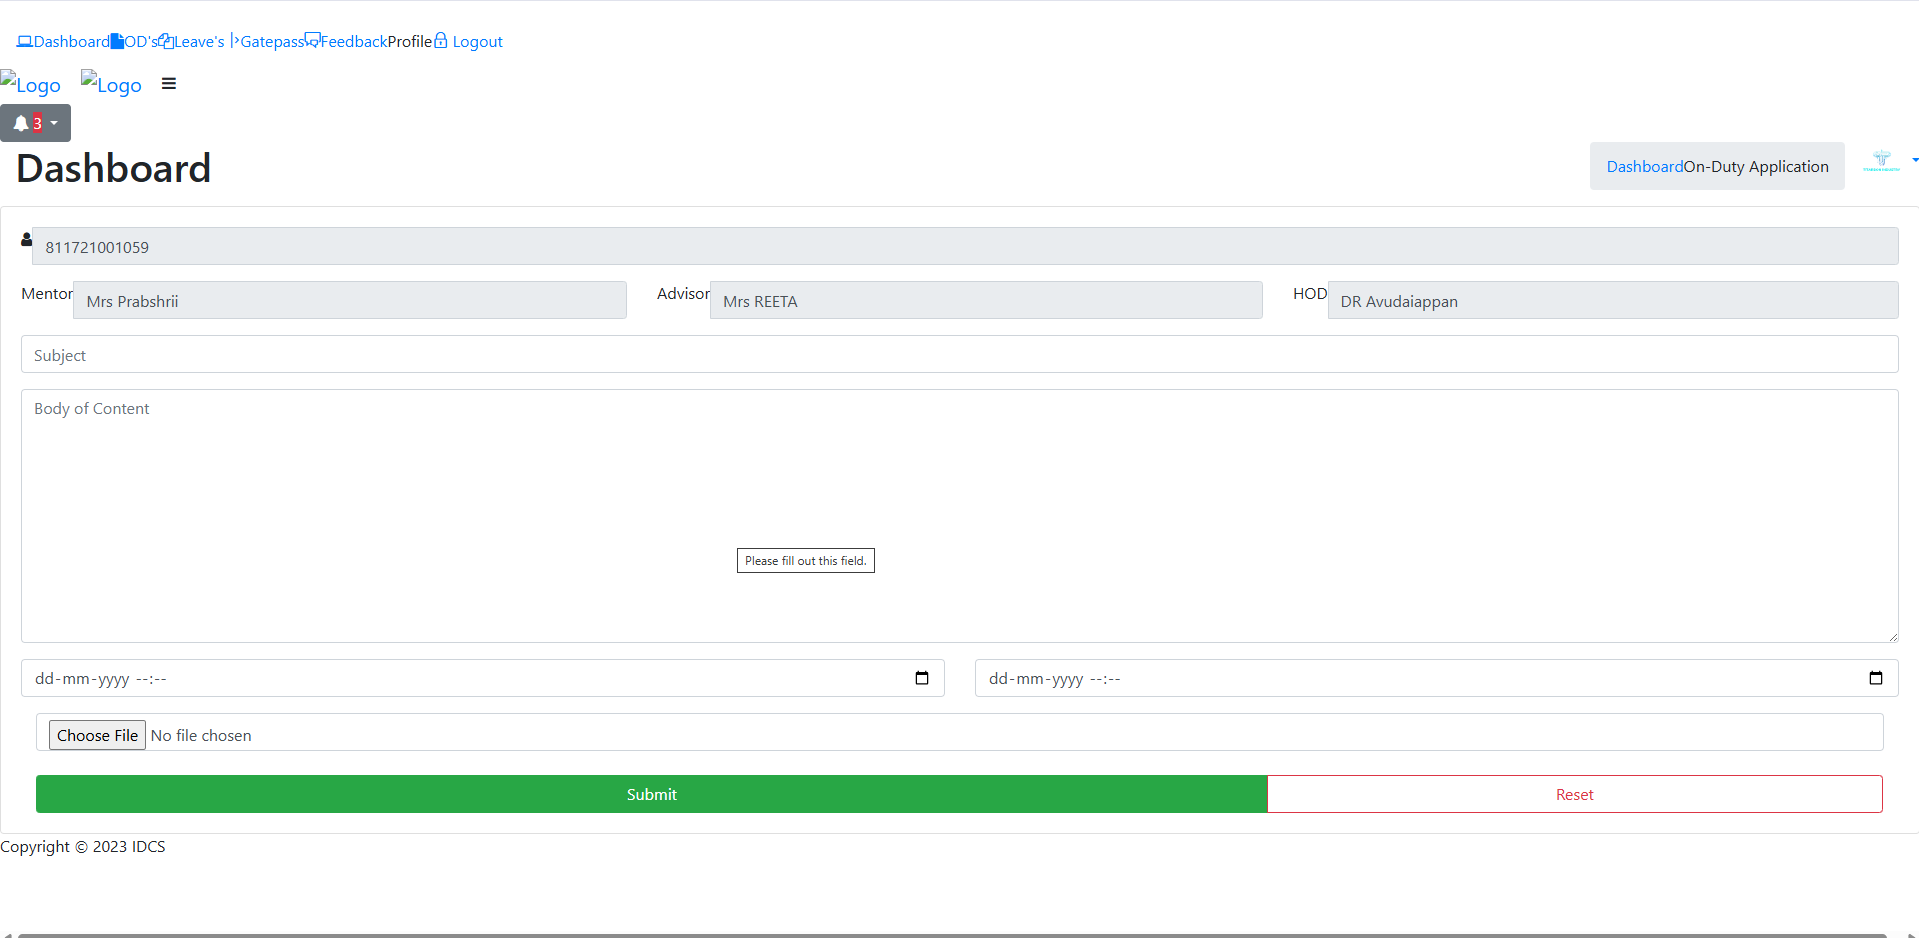 DashboardOD'sLeave's GatepassFeedbackProfile Logout
Logo Logo
3
Dashboard
DashboardOn-Duty Application
811721001059
Mentor Mrs Prabshrii Advisor Mrs REETA HOD DR Avudaiappan
Subject
Body of Content
Please fill out this field.
dd-mm-yyyy --:-- dd-mm-yyyy --:--
Choose File No file chosen
Submit Reset
Copyright © 2023 IDCS